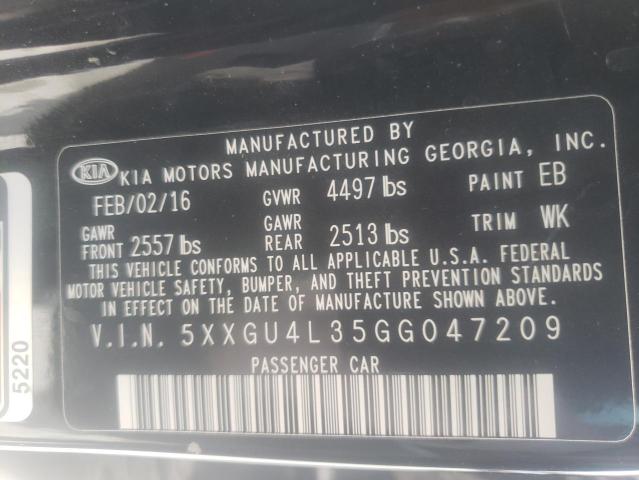 MANUFACTURED BY
KIA KIA MOTORS MANUFACTURING GEORGIA, INC.
FEB/02/16 GVWR 4497 lbs PAINT EB
GAWR FRONT 2557 lbs GAWR REAR 2513 lbs TRIM WK
THIS VEHICLE CONFORMS TO ALL APPLICABLE U.S.A. FEDERAL
MOTOR VEHICLE SAFETY, BUMPER, AND THEFT PREVENTION STANDARDS
IN EFFECT ON THE DATE OF MANUFACTURE SHOWN ABOVE.
V.I.N. 5XXGU4L35GG047209
PASSENGER CAR
5220